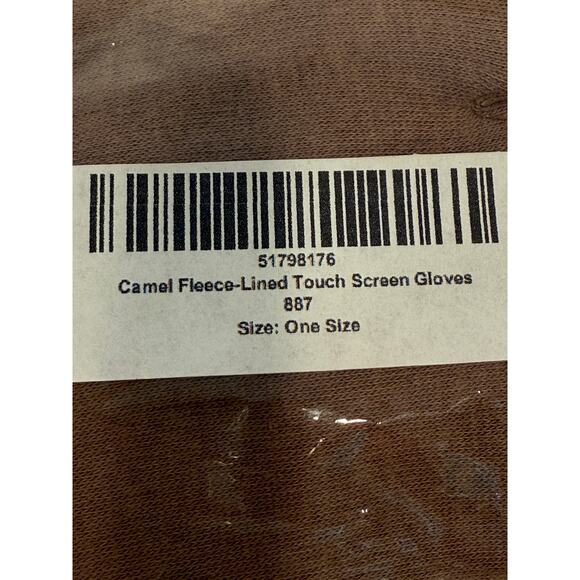 51798176
Camel Fleece-Lined Touch Screen Gloves
887
Size: One Size